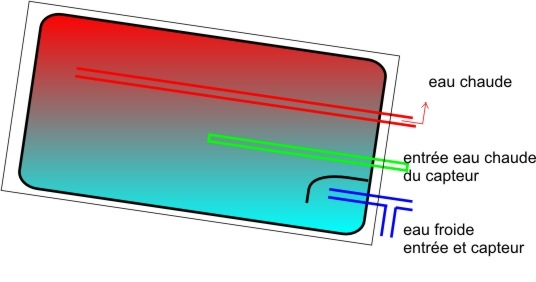 eau chaude
entrée eau chaude
du capteur
eau froide
entrée et capteur